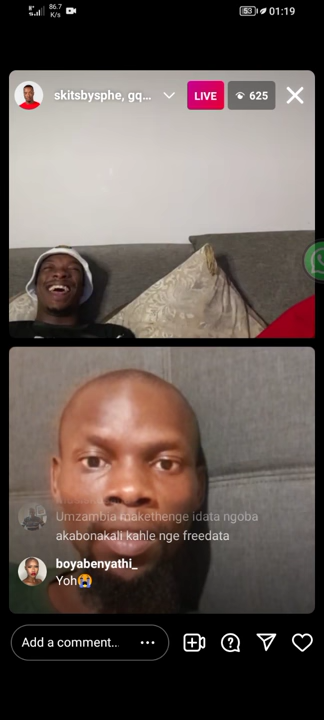 86.7
K/s
53
01:19
skitsbysphe, gq...
LIVE
625
Umzambia makethenge idata ngoba
akabonakali kahle nge freedata
boyabenyathi_
Yoh😭
Add a comment...